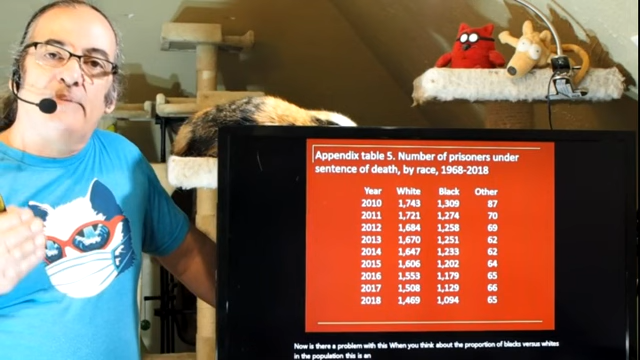 Appendix table 5. Number of prisoners under
sentence of death, by race, 1968-2018
Year White Black Other
2010 1,743 1,309 87
2011 1,721 1,274 70
2012 1,684 1,258 69
2013 1,670 1,251 62
2014 1,647 1,233 62
2015 1,606 1,202 64
2016 1,553 1,179 65
2017 1,508 1,129 66
2018 1,469 1,094 65
Now is there a problem with this When you think about the proportion of blacks versus whites
in the population this is an